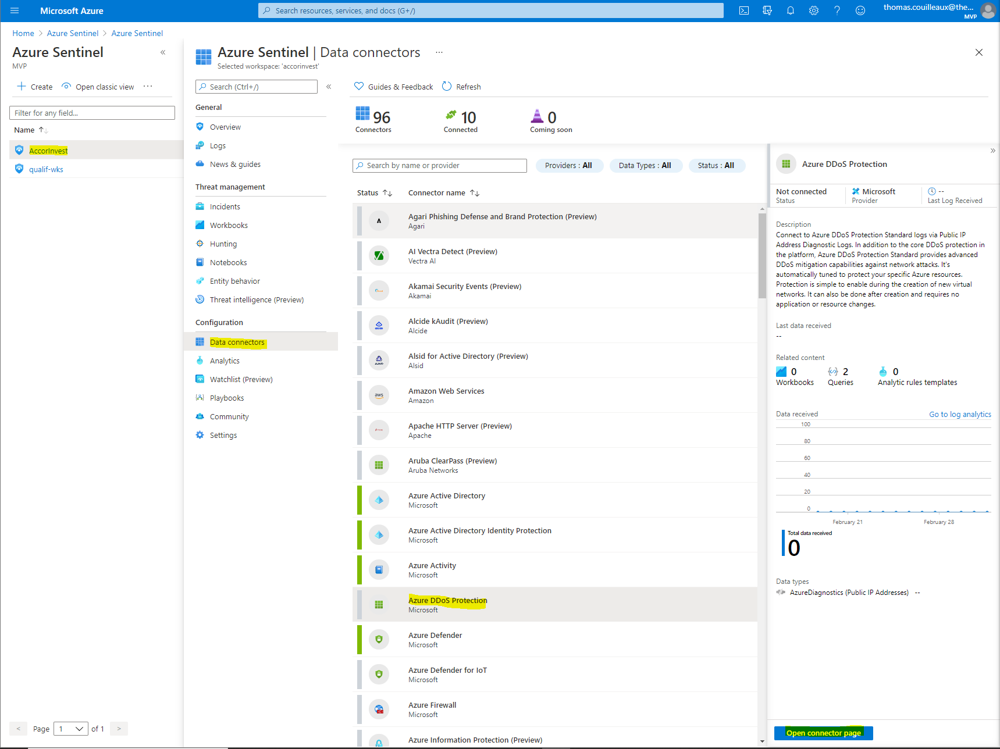 Microsoft Azure
Search resources, services, and docs (G+/)
thomas.couilleaux@the...
MVP
Home > Azure Sentinel > Azure Sentinel
Azure Sentinel
MVP
Create
Open classic view
Filter for any field...
Name
AccorInvest
qualif-wks
< Page 1 of 1 >
Azure Sentinel | Data connectors
Selected workspace: 'accorinvest'
Search (Ctrl+/)
General
Overview
Logs
News & guides
Threat management
Incidents
Workbooks
Hunting
Notebooks
Entity behavior
Threat intelligence (Preview)
Configuration
Data connectors
Analytics
Watchlist (Preview)
Playbooks
Community
Settings
Guides & Feedback
Refresh
96
Connectors
10
Connected
0
Coming soon
Search by name or provider
Providers : All
Data Types : All
Status : All
Status
Connector name
Agari Phishing Defense and Brand Protection (Preview)
Agari
AI Vectra Detect (Preview)
Vectra AI
Akamai Security Events (Preview)
Akamai
Alcide kAudit (Preview)
Alcide
Alsid for Active Directory (Preview)
Alsid
aws
Amazon Web Services
Amazon
Apache HTTP Server (Preview)
Apache
Aruba ClearPass (Preview)
Aruba Networks
Azure Active Directory
Microsoft
Azure Active Directory Identity Protection
Microsoft
Azure Activity
Microsoft
Azure DDoS Protection
Microsoft
Azure Defender
Microsoft
Azure Defender for IoT
Microsoft
Azure Firewall
Microsoft
Azure Information Protection (Preview)
Azure DDoS Protection
Not connected
Status
Microsoft
Provider
--
Last Log Received
Description
Connect to Azure DDoS Protection Standard logs via Public IP
Address Diagnostic Logs. In addition to the core DDoS protection in
the platform, Azure DDoS Protection Standard provides advanced
DDoS mitigation capabilities against network attacks. It's
automatically tuned to protect your specific Azure resources.
Protection is simple to enable during the creation of new virtual
networks. It can also be done after creation and requires no
application or resource changes.
Last data received
--
Related content
0
Workbooks
2
Queries
0
Analytic rules templates
Data received
Go to log analytics
100
80
60
40
20
0
February 21
February 28
Total data received
0
Data types
AzureDiagnostics (Public IP Addresses) --
Open connector page